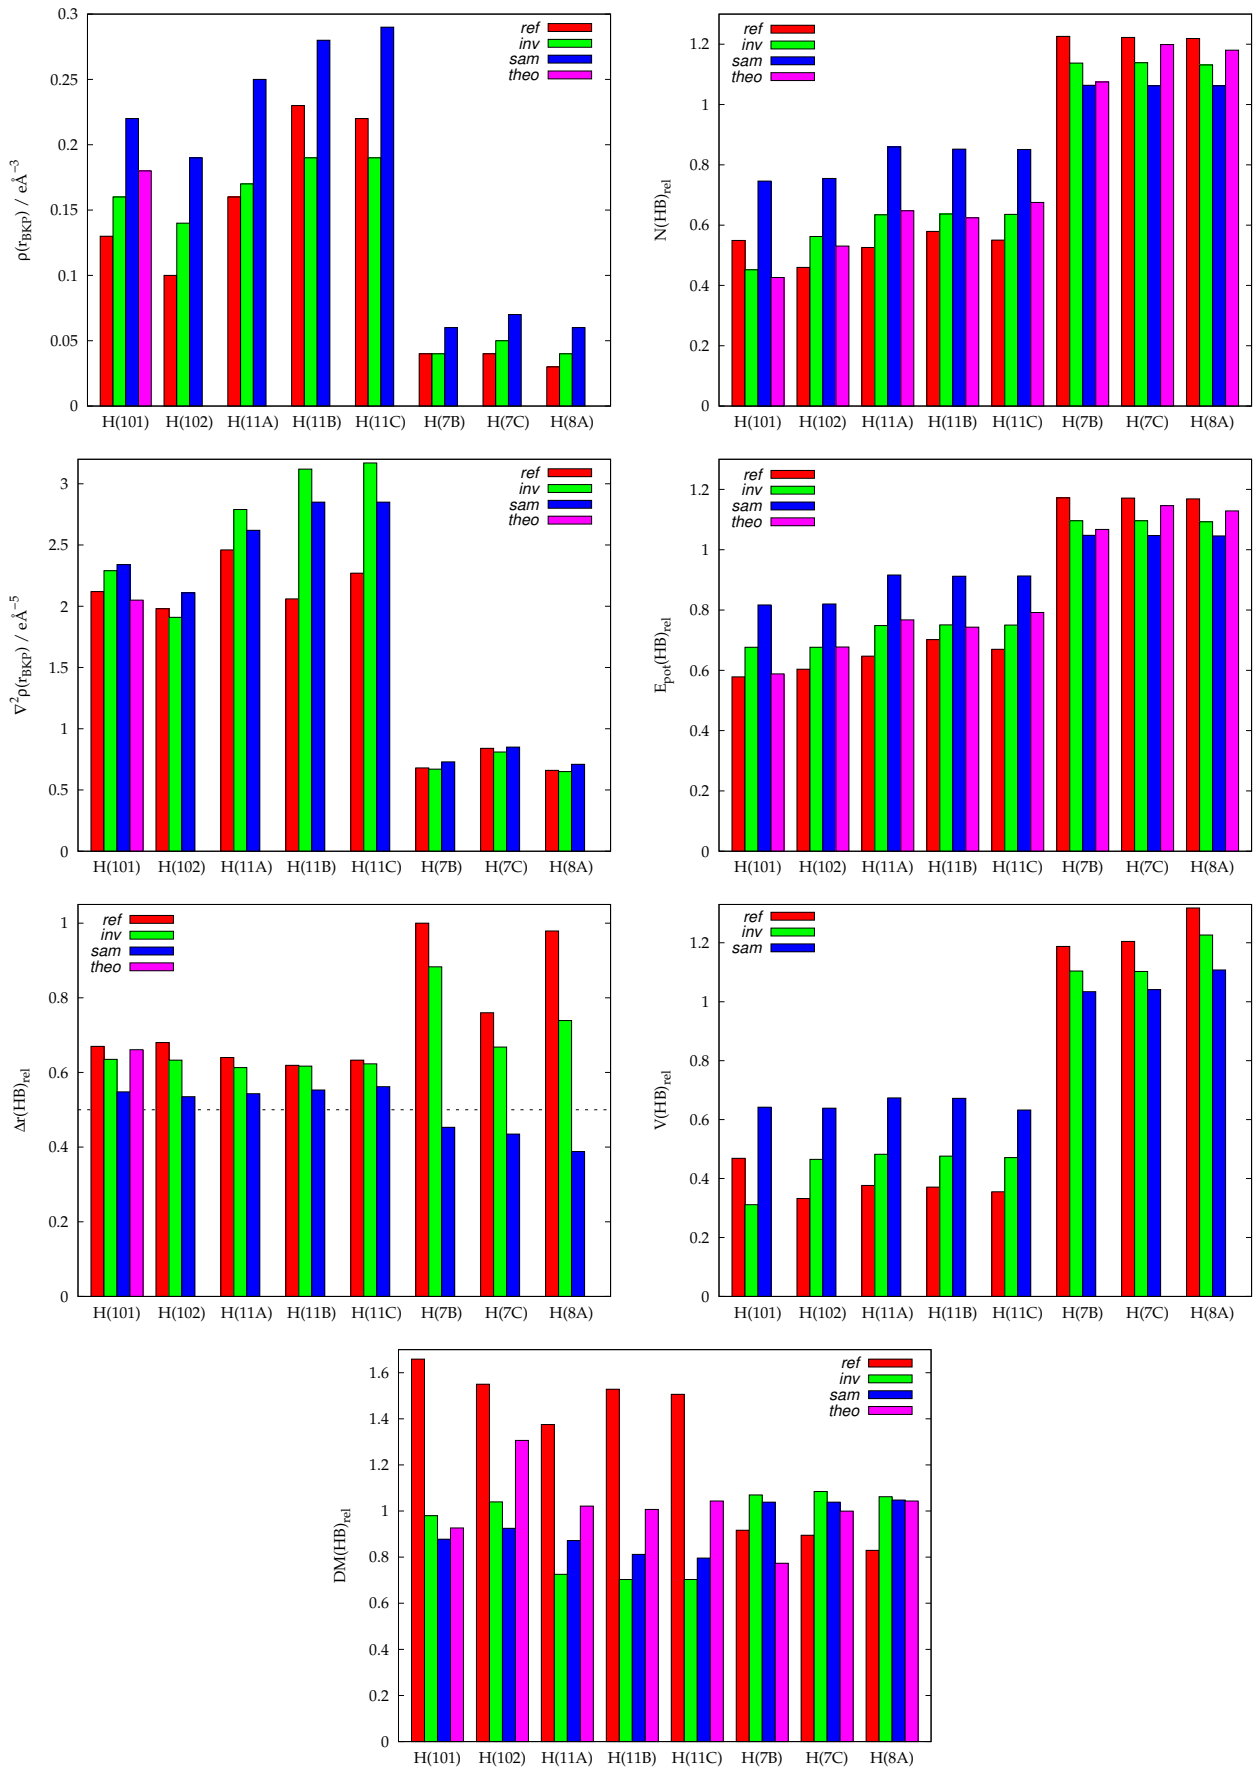 ρ(r_BKP) / eÅ⁻³
0.3
0.25
0.2
0.15
0.1
0.05
0
ref
inv
sam
theo
H(101) H(102) H(11A) H(11B) H(11C) H(7B) H(7C) H(8A)
N(HB)_rel
1.2
1
0.8
0.6
0.4
0.2
0
ref
inv
sam
theo
H(101) H(102) H(11A) H(11B) H(11C) H(7B) H(7C) H(8A)
∇²ρ(r_BKP) / eÅ⁻⁵
3
2.5
2
1.5
1
0.5
0
ref
inv
sam
theo
H(101) H(102) H(11A) H(11B) H(11C) H(7B) H(7C) H(8A)
E_pot(HB)_rel
1.2
1
0.8
0.6
0.4
0.2
0
ref
inv
sam
theo
H(101) H(102) H(11A) H(11B) H(11C) H(7B) H(7C) H(8A)
Δr(HB)_rel
1
0.8
0.6
0.4
0.2
0
ref
inv
sam
theo
H(101) H(102) H(11A) H(11B) H(11C) H(7B) H(7C) H(8A)
V(HB)_rel
1.2
1
0.8
0.6
0.4
0.2
0
ref
inv
sam
H(101) H(102) H(11A) H(11B) H(11C) H(7B) H(7C) H(8A)
DM(HB)_rel
1.6
1.4
1.2
1
0.8
0.6
0.4
0.2
0
ref
inv
sam
theo
H(101) H(102) H(11A) H(11B) H(11C) H(7B) H(7C) H(8A)